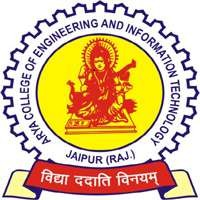 ARYA COLLEGE OF ENGINEERING AND INFORMATION TECHNOLOGY
JAIPUR (RAJ.)
विद्या ददाति विनयम्